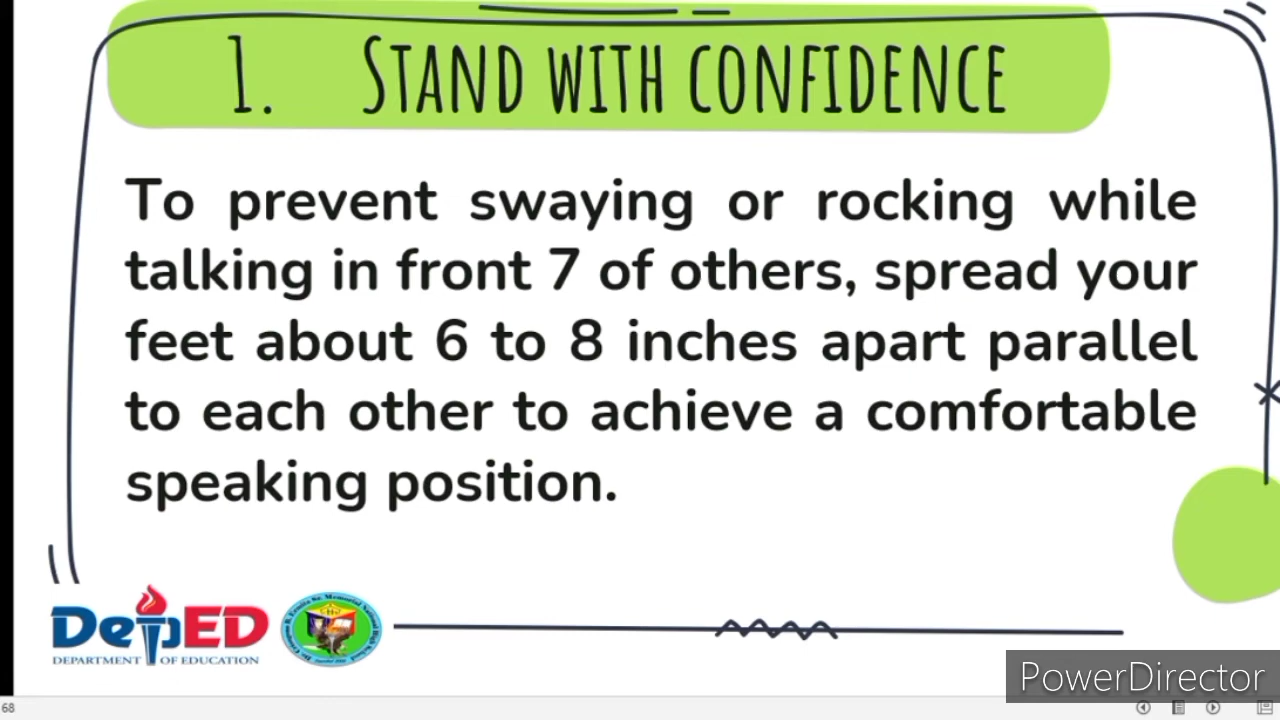 1. STAND WITH CONFIDENCE
To prevent swaying or rocking while
talking in front 7 of others, spread your
feet about 6 to 8 inches apart parallel
to each other to achieve a comfortable
speaking position.
DepED
DEPARTMENT OF EDUCATION
PowerDirector
68